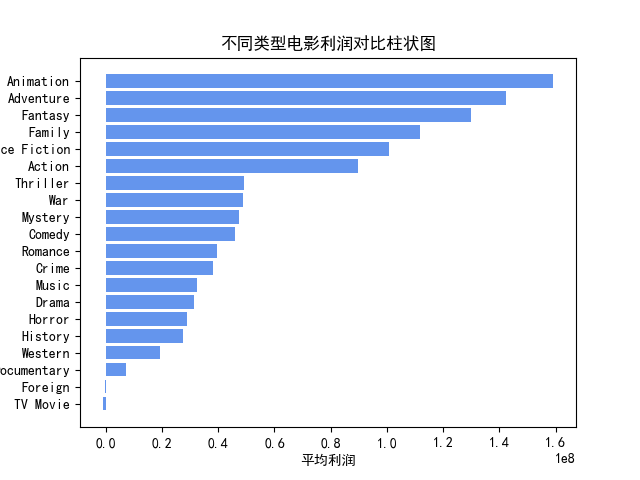 不同类型电影利润对比柱状图
Animation
Adventure
Fantasy
Family
ce Fiction
Action
Thriller
War
Mystery
Comedy
Romance
Crime
Music
Drama
Horror
History
Western
ocumentary
Foreign
TV Movie
0.0 0.2 0.4 0.6 0.8 1.0 1.2 1.4 1.6
1e8
平均利润